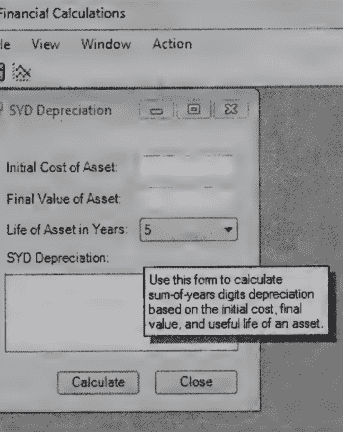 Financial Calculations
le View Window Action
SYD Depreciation
Initial Cost of Asset:
Final Value of Asset:
Life of Asset in Years: 5
SYD Depreciation:
Use this form to calculate
sum-of-years digits depreciation
based on the initial cost, final
value, and useful life of an asset.
Calculate Close